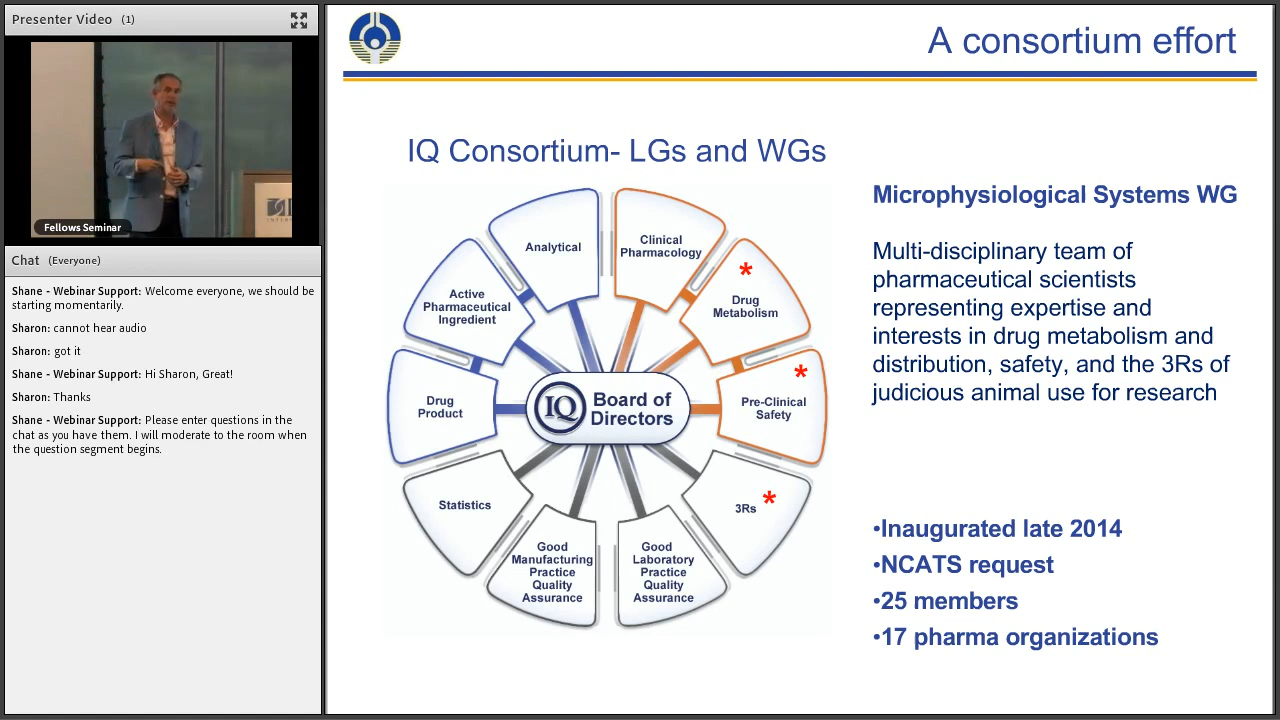 Presenter Video (1)
Fellows Seminar
Chat (Everyone)
Shane - Webinar Support: Welcome everyone, we should be
starting momentarily.
Sharon: cannot hear audio
Sharon: got it
Shane - Webinar Support: Hi Sharon, Great!
Sharon: Thanks
Shane - Webinar Support: Please enter questions in the
chat as you have them. I will moderate to the room when
the question segment begins.
A consortium effort
IQ Consortium- LGs and WGs
Analytical
Clinical
Pharmacology
*
Drug
Metabolism
*
Pre-Clinical
Safety
3Rs *
Good
Laboratory
Practice
Quality
Assurance
Good
Manufacturing
Practice
Quality
Assurance
Statistics
Drug
Product
Active
Pharmaceutical
Ingredient
IQ Board of
Directors
Microphysiological Systems WG
Multi-disciplinary team of
pharmaceutical scientists
representing expertise and
interests in drug metabolism and
distribution, safety, and the 3Rs of
judicious animal use for research
•Inaugurated late 2014
•NCATS request
•25 members
•17 pharma organizations